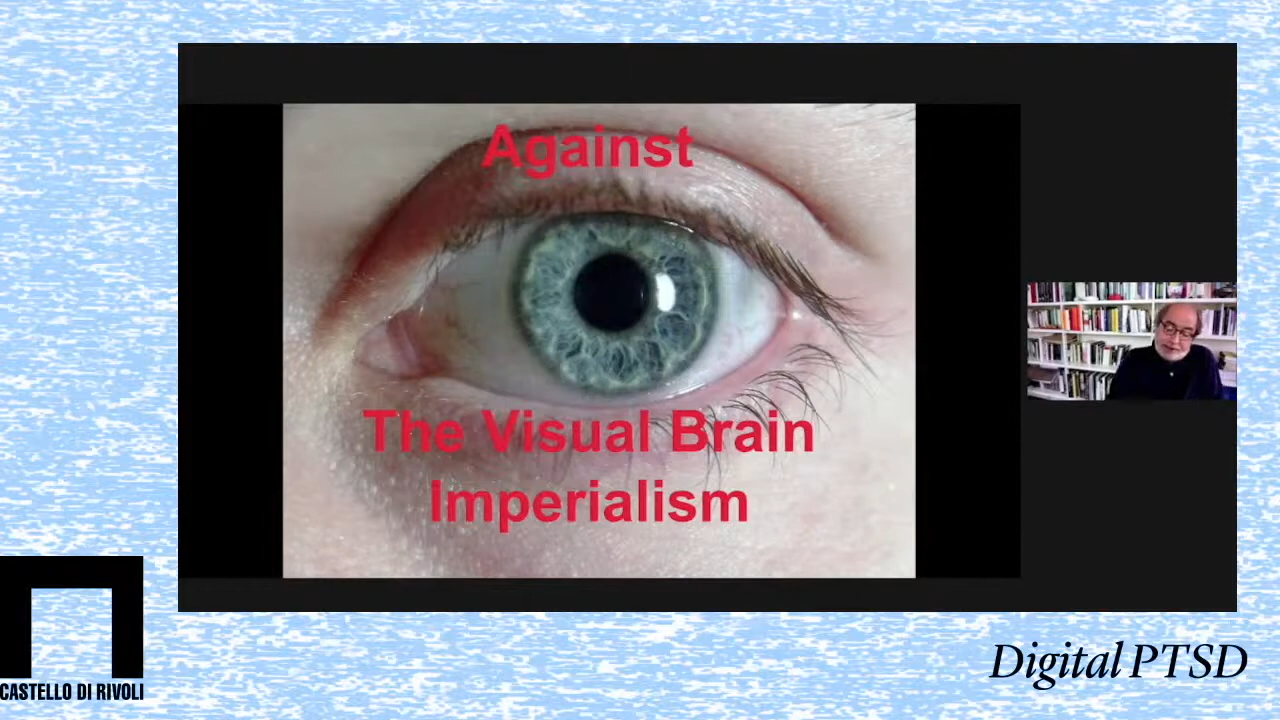 Against
The Visual Brain
Imperialism
CASTELLO DI RIVOLI
Digital PTSD